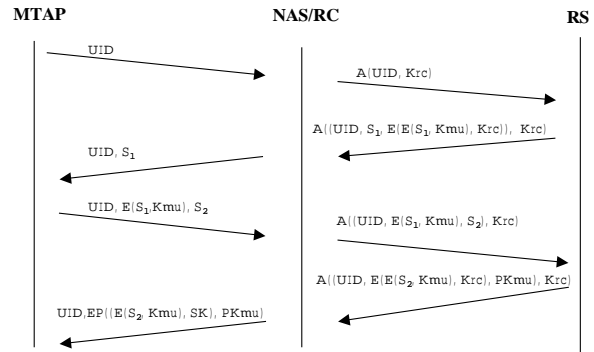 MTAP NAS/RC RS
UID
A(UID, Krc)
A((UID, S₁, E(E(S₁, Kmu), Krc)), Krc)
UID, S₁
UID, E(S₁,Kmu), S₂
A((UID, E(S₁, Kmu), S₂), Krc)
A((UID, E(E(S₂, Kmu), Krc), PKmu), Krc)
UID,EP((E(S₂, Kmu), SK), PKmu)